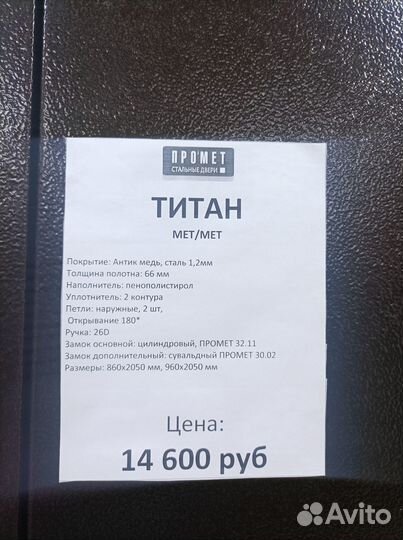 ПРОМЕТ
СТАЛЬНЫЕ ДВЕРИ
ТИТАН
МЕТ/МЕТ
Покрытие: Антик медь, сталь 1,2мм
Толщина полотна: 66 мм
Наполнитель: пенополистирол
Уплотнитель: 2 контура
Петли: наружные, 2 шт,
Открывание 180*
Ручка: 26D
Замок основной: цилиндровый, ПРОМЕТ 32.11
Замок дополнительный: сувальдный ПРОМЕТ 30.02
Размеры: 860х2050 мм, 960х2050 мм
Цена:
14 600 руб
Avito